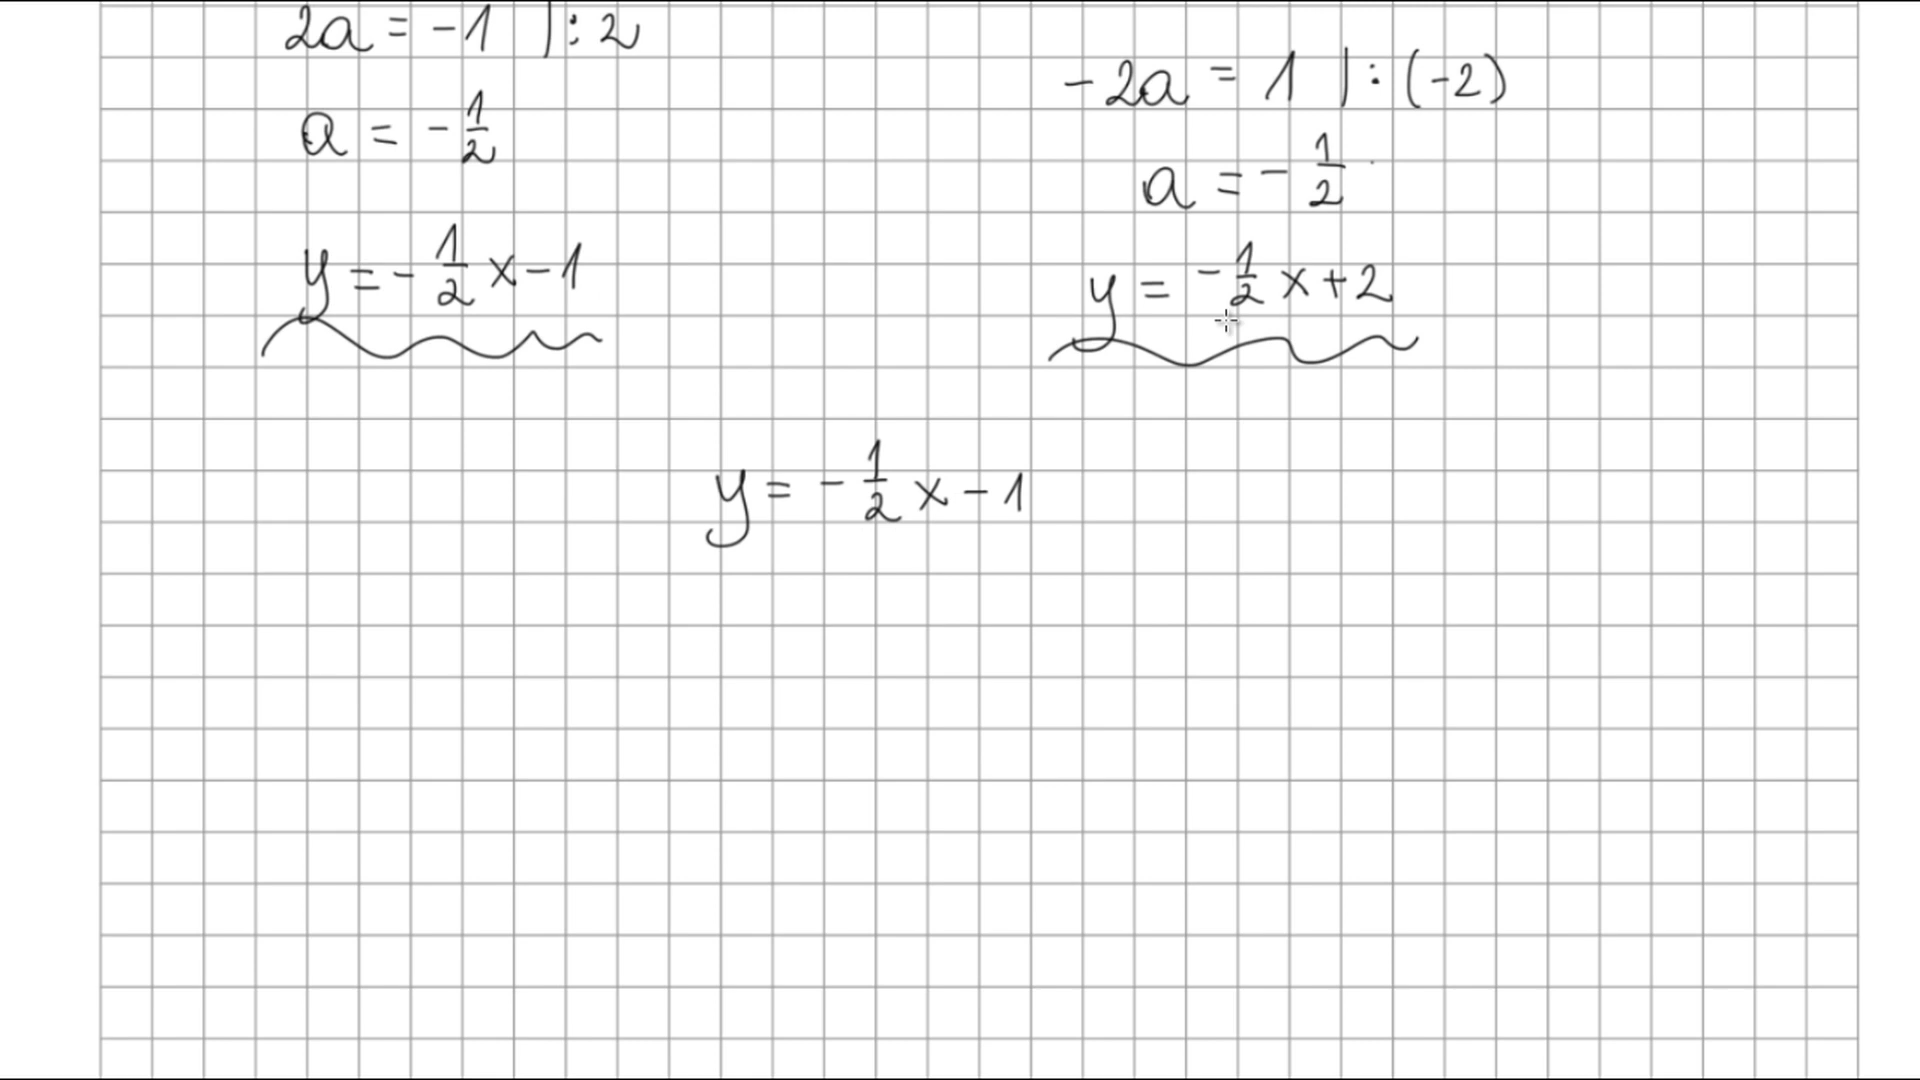 2a = -1 |:2
a = -1/2
y = -1/2 x - 1
-2a = 1 |:(-2)
a = -1/2
y = -1/2 x + 2
y = -1/2 x - 1